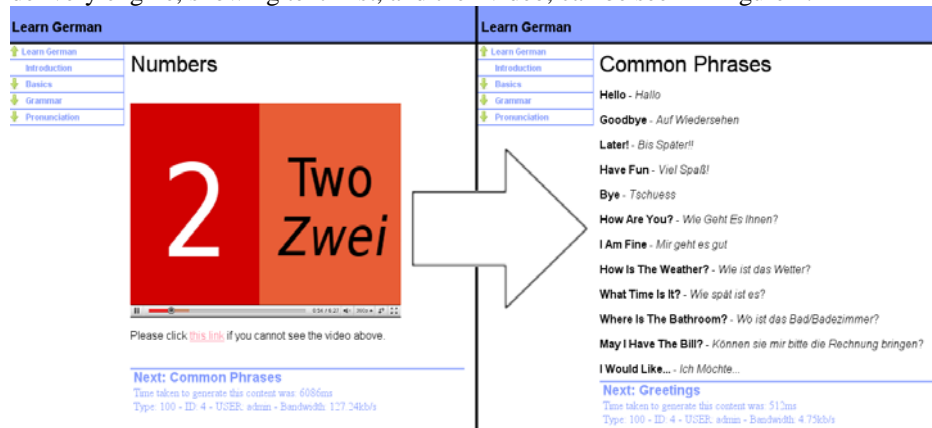 Learn German
Learn German
Introduction
Basics
Grammar
Pronunciation
Numbers
2
Two
Zwei
Please click this link if you cannot see the video above.
Next: Common Phrases
Time taken to generate this content was: 6086ms
Type: 100 - ID: 4 - USER: admin - Bandwidth: 127.24kb/s
Learn German
Learn German
Introduction
Basics
Grammar
Pronunciation
Common Phrases
Hello - Hallo
Goodbye - Auf Wiedersehen
Later! - Bis Später!!
Have Fun - Viel Spaß!
Bye - Tschuess
How Are You? - Wie Geht Es Ihnen?
I Am Fine - Mir geht es gut
How Is The Weather? - Wie ist das Wetter?
What Time Is It? - Wie spät ist es?
Where Is The Bathroom? - Wo ist das Bad/Badezimmer?
May I Have The Bill? - Können sie mir bitte die Rechnung bringen?
I Would Like... - Ich Möchte...
Next: Greetings
Time taken to generate this content was: 512ms
Type: 100 - ID: 4 - USER: admin - Bandwidth: 4.75kb/s